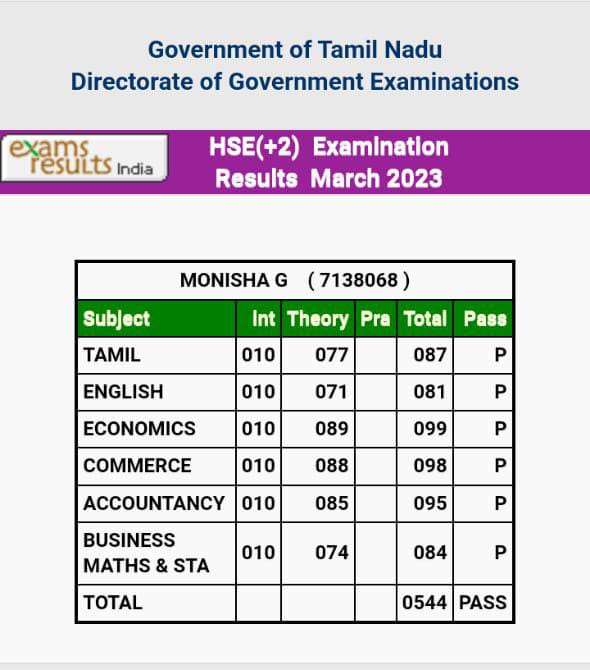 Government of Tamil Nadu
Directorate of Government Examinations
exams
results India
HSE(+2) Examination
Results March 2023
MONISHA G ( 7138068 )
Subject Int Theory Pra Total Pass
TAMIL 010 077 087 P
ENGLISH 010 071 081 P
ECONOMICS 010 089 099 P
COMMERCE 010 088 098 P
ACCOUNTANCY 010 085 095 P
BUSINESS
MATHS & STA 010 074 084 P
TOTAL 0544 PASS